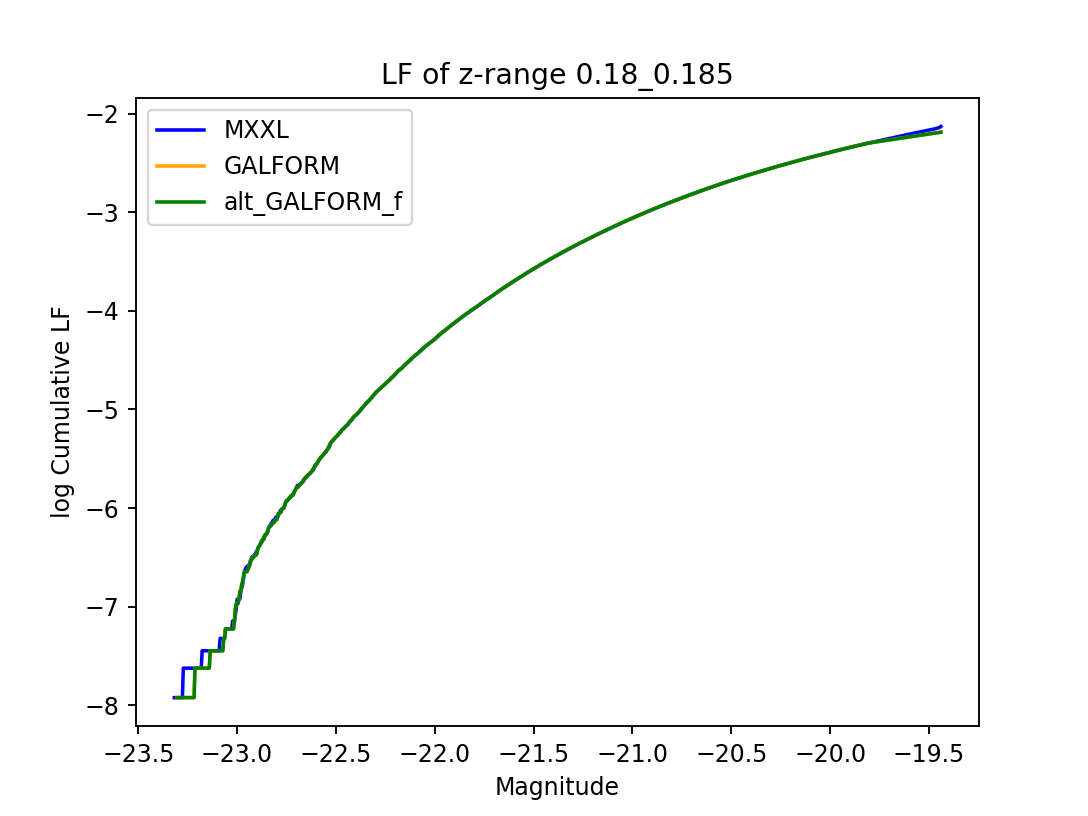 LF of z-range 0.18_0.185
−2
MXXL
GALFORM
alt_GALFORM_f
−3
−4
−5
−6
−7
−8
log Cumulative LF
−23.5 −23.0 −22.5 −22.0 −21.5 −21.0 −20.5 −20.0 −19.5
Magnitude